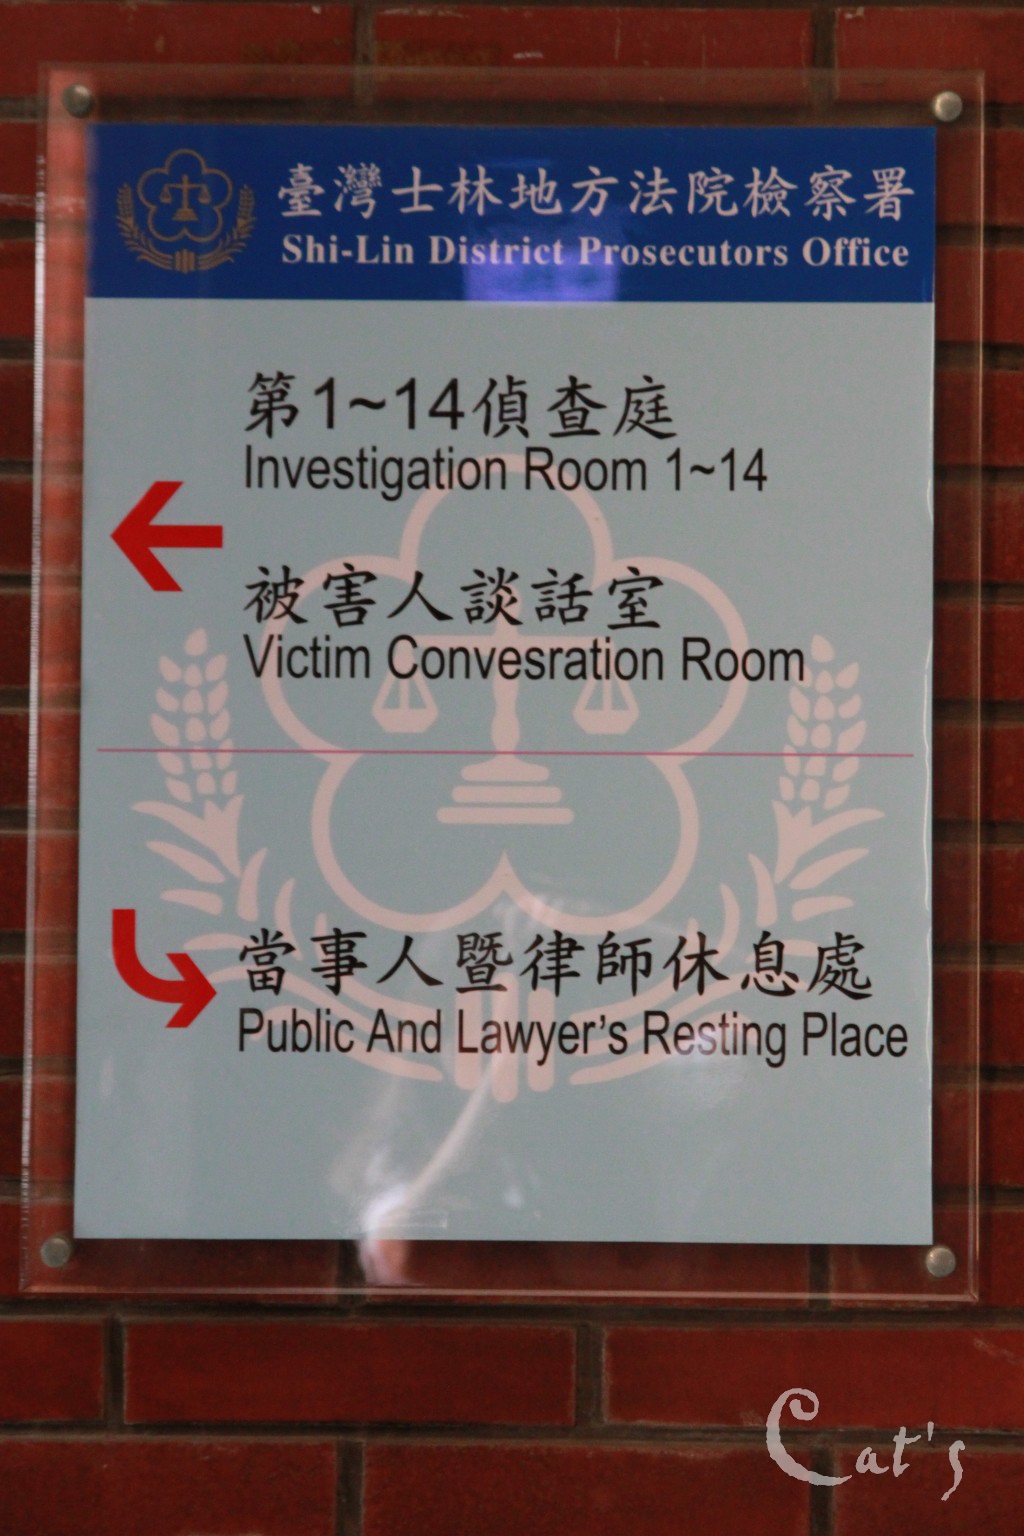 臺灣士林地方法院檢察署
Shi-Lin District Prosecutors Office
第1~14偵查庭
Investigation Room 1~14
被害人談話室
Victim Convesration Room
當事人暨律師休息處
Public And Lawyer's Resting Place
Cat's